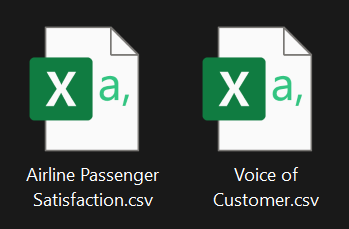 X a,
X a,
Airline Passenger
Satisfaction.csv
Voice of
Customer.csv